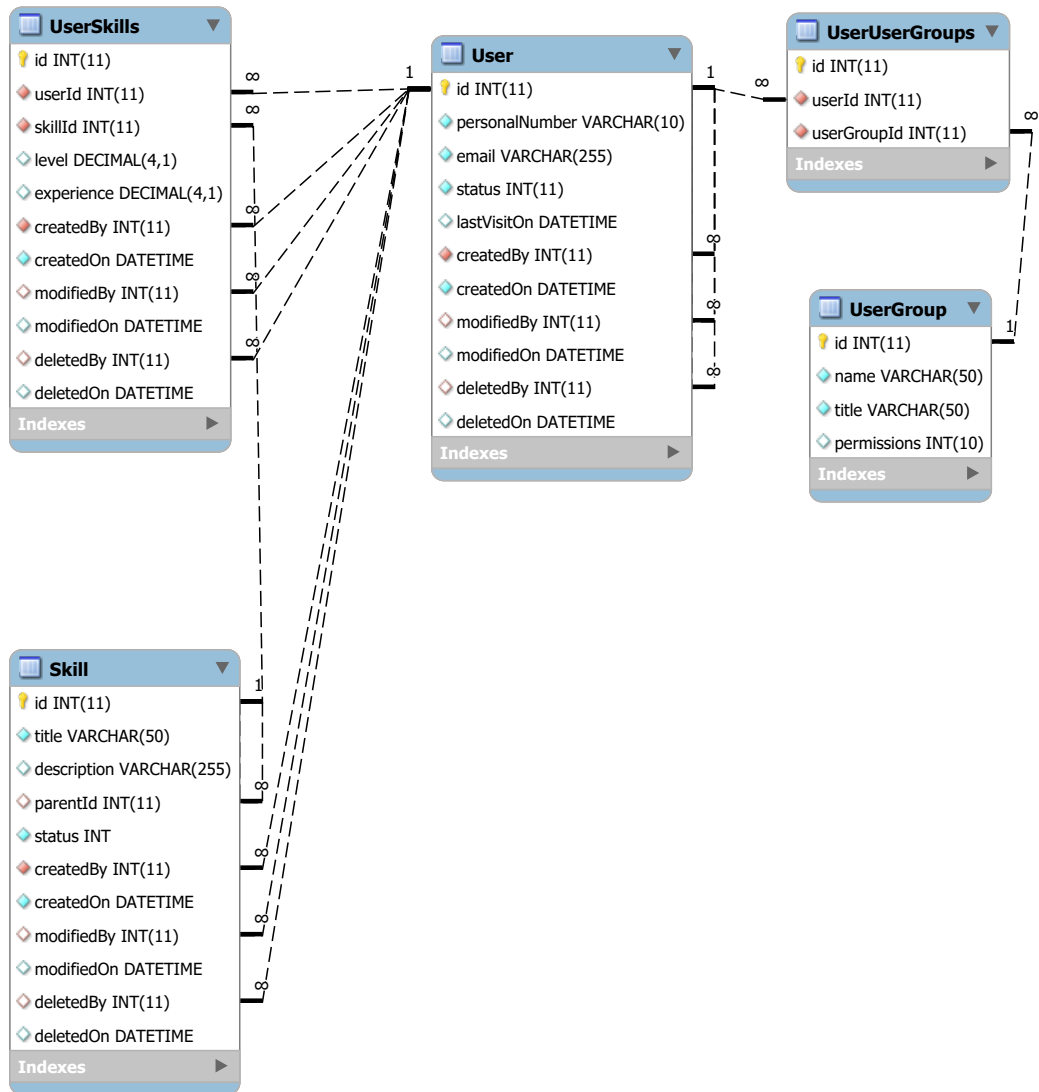 UserSkills
id INT(11)
userId INT(11)
skillId INT(11)
level DECIMAL(4,1)
experience DECIMAL(4,1)
createdBy INT(11)
createdOn DATETIME
modifiedBy INT(11)
modifiedOn DATETIME
deletedBy INT(11)
deletedOn DATETIME
Indexes
∞
∞
∞
∞
∞
1
User
id INT(11)
personalNumber VARCHAR(10)
email VARCHAR(255)
status INT(11)
lastVisitOn DATETIME
createdBy INT(11)
createdOn DATETIME
modifiedBy INT(11)
modifiedOn DATETIME
deletedBy INT(11)
deletedOn DATETIME
Indexes
1
∞
∞
∞
∞
UserUserGroups
id INT(11)
userId INT(11)
userGroupId INT(11)
Indexes
∞
1
UserGroup
id INT(11)
name VARCHAR(50)
title VARCHAR(50)
permissions INT(10)
Indexes
Skill
id INT(11)
title VARCHAR(50)
description VARCHAR(255)
parentId INT(11)
status INT
createdBy INT(11)
createdOn DATETIME
modifiedBy INT(11)
modifiedOn DATETIME
deletedBy INT(11)
deletedOn DATETIME
Indexes
1
∞
∞
∞
∞